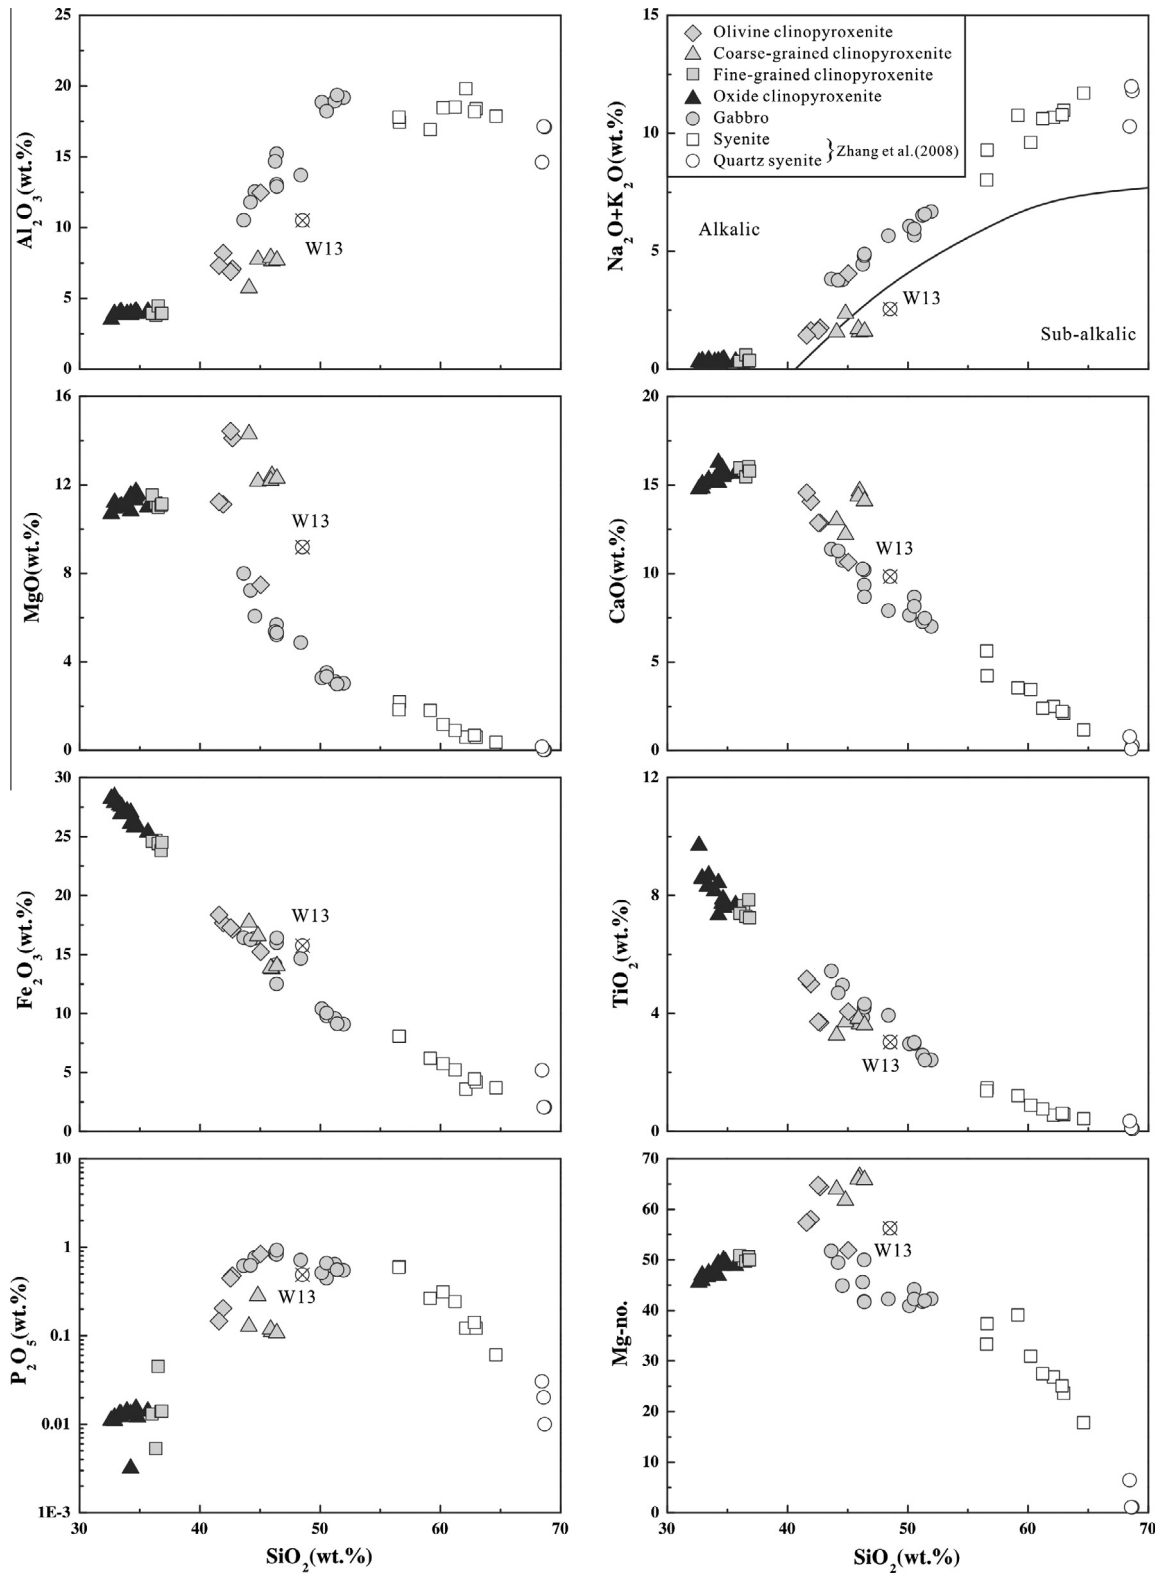 25
20
15
10
5
0
Al2O3(wt.%)
W13
15
10
5
0
Na2O+K2O(wt.%)
Olivine clinopyroxenite
Coarse-grained clinopyroxenite
Fine-grained clinopyroxenite
Oxide clinopyroxenite
Gabbro
Syenite
Quartz syenite
} Zhang et al.(2008)
Alkalic
W13
Sub-alkalic
16
12
8
4
0
MgO(wt.%)
W13
20
15
10
5
0
CaO(wt.%)
W13
30
25
20
15
10
5
0
Fe2O3(wt.%)
W13
12
8
4
0
TiO2(wt.%)
W13
10
1
0.1
0.01
1E-3
P2O5(wt.%)
W13
30 40 50 60 70
SiO2(wt.%)
70
60
50
40
30
20
10
0
Mg-no.
W13
30 40 50 60 70
SiO2(wt.%)